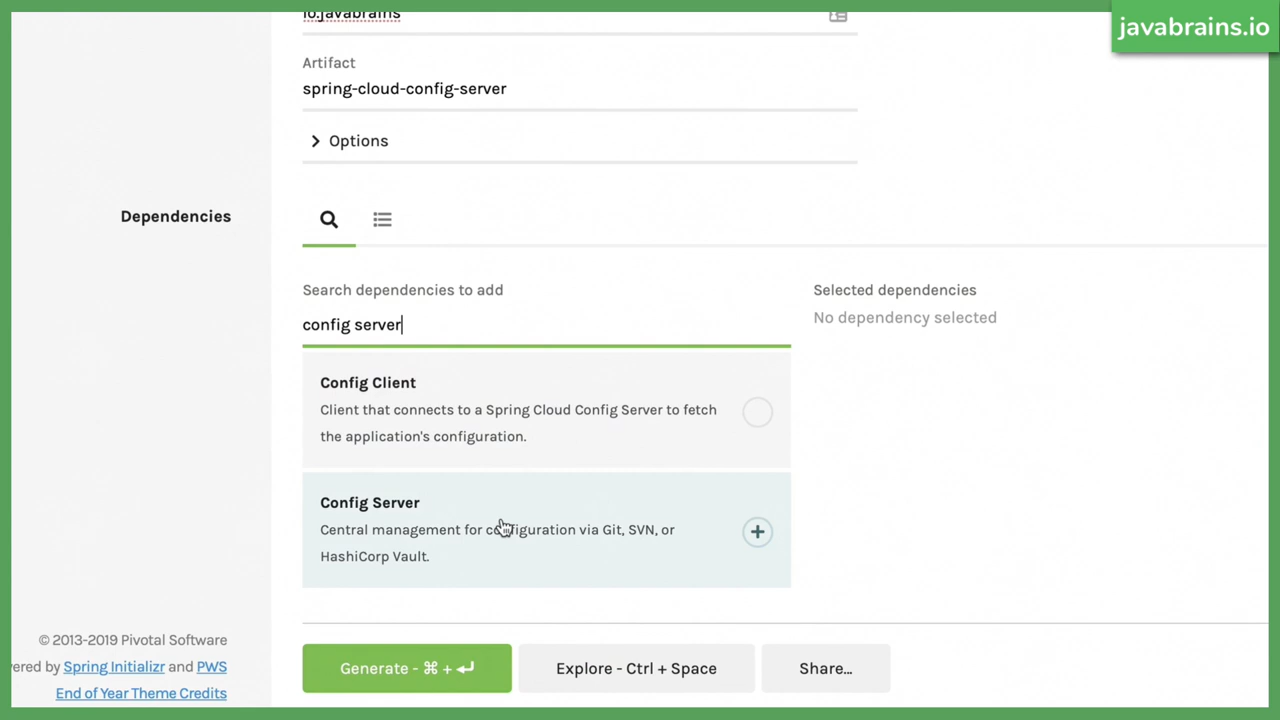 io.javabrains
javabrains.io
Artifact
spring-cloud-config-server
Options
Dependencies
Search dependencies to add
config server
Selected dependencies
No dependency selected
Config Client
Client that connects to a Spring Cloud Config Server to fetch
the application's configuration.
Config Server
Central management for configuration via Git, SVN, or
HashiCorp Vault.
© 2013-2019 Pivotal Software
ered by Spring Initializr and PWS
End of Year Theme Credits
Generate - ⌘ + ↵
Explore - Ctrl + Space
Share...